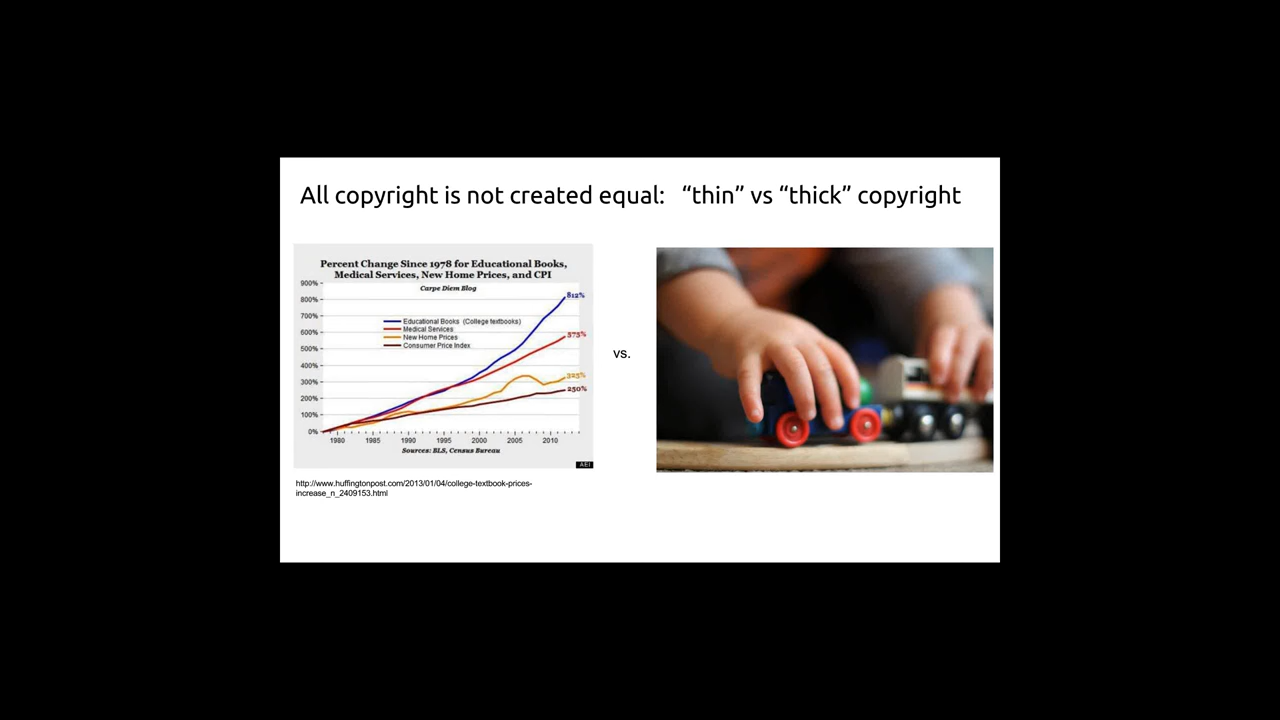 All copyright is not created equal: “thin” vs “thick” copyright
Percent Change Since 1978 for Educational Books,
Medical Services, New Home Prices, and CPI
Carpe Diem Blog
900%
800%
700%
600%
500%
400%
300%
200%
100%
0%
Educational Books (College textbooks)
Medical Services
New Home Prices
Consumer Price Index
812%
575%
325%
250%
1980 1985 1990 1995 2000 2005 2010
Sources: BLS, Census Bureau
AEI
vs.
http://www.huffingtonpost.com/2013/01/04/college-textbook-prices-
increase_n_2409153.html